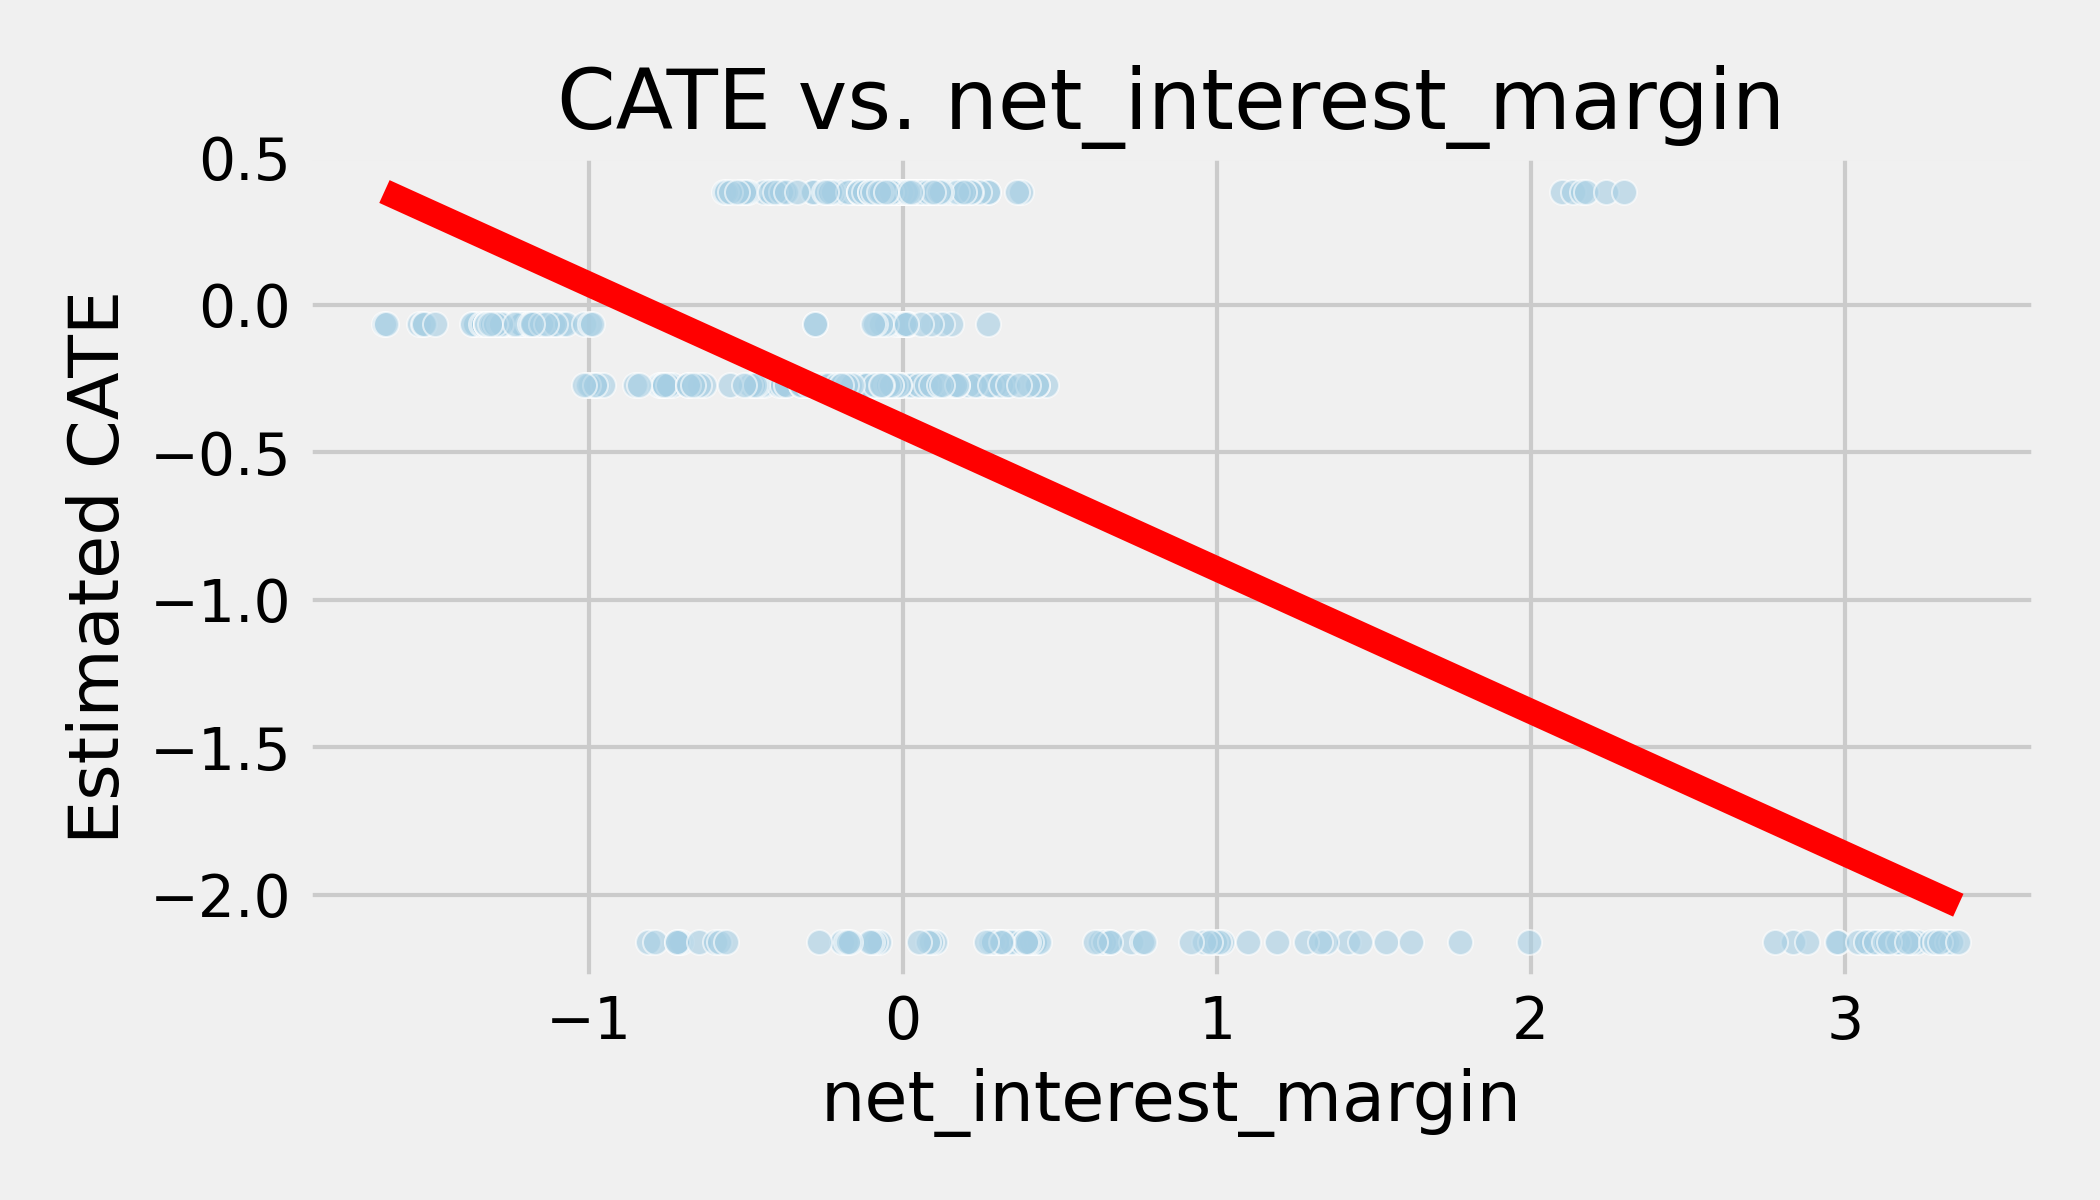 CATE vs. net_interest_margin
0.5
0.0
−0.5
−1.0
−1.5
−2.0
Estimated CATE
−1 0 1 2 3
net_interest_margin